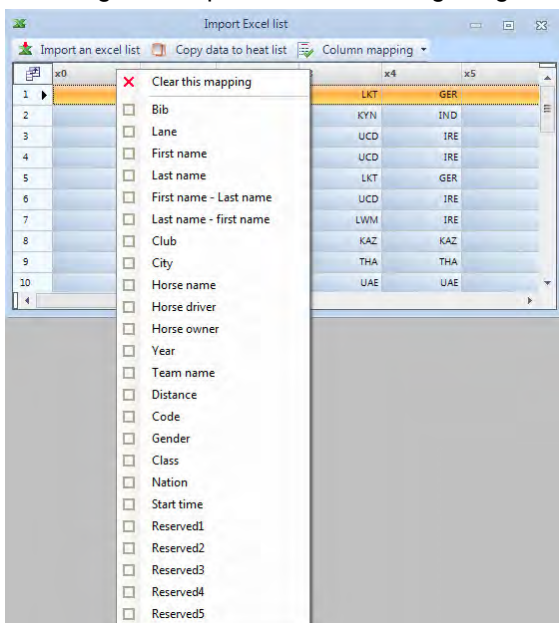 Import Excel list
Import an excel list Copy data to heat list Column mapping
x0 x4 x5
Clear this mapping
1 LKT GER
2 KYN IND
3 UCD IRE
4 UCD IRE
5 LKT GER
6 UCD IRE
7 LWM IRE
8 KAZ KAZ
9 THA THA
10 UAE UAE
Bib
Lane
First name
Last name
First name - Last name
Last name - first name
Club
City
Horse name
Horse driver
Horse owner
Year
Team name
Distance
Code
Gender
Class
Nation
Start time
Reserved1
Reserved2
Reserved3
Reserved4
Reserved5